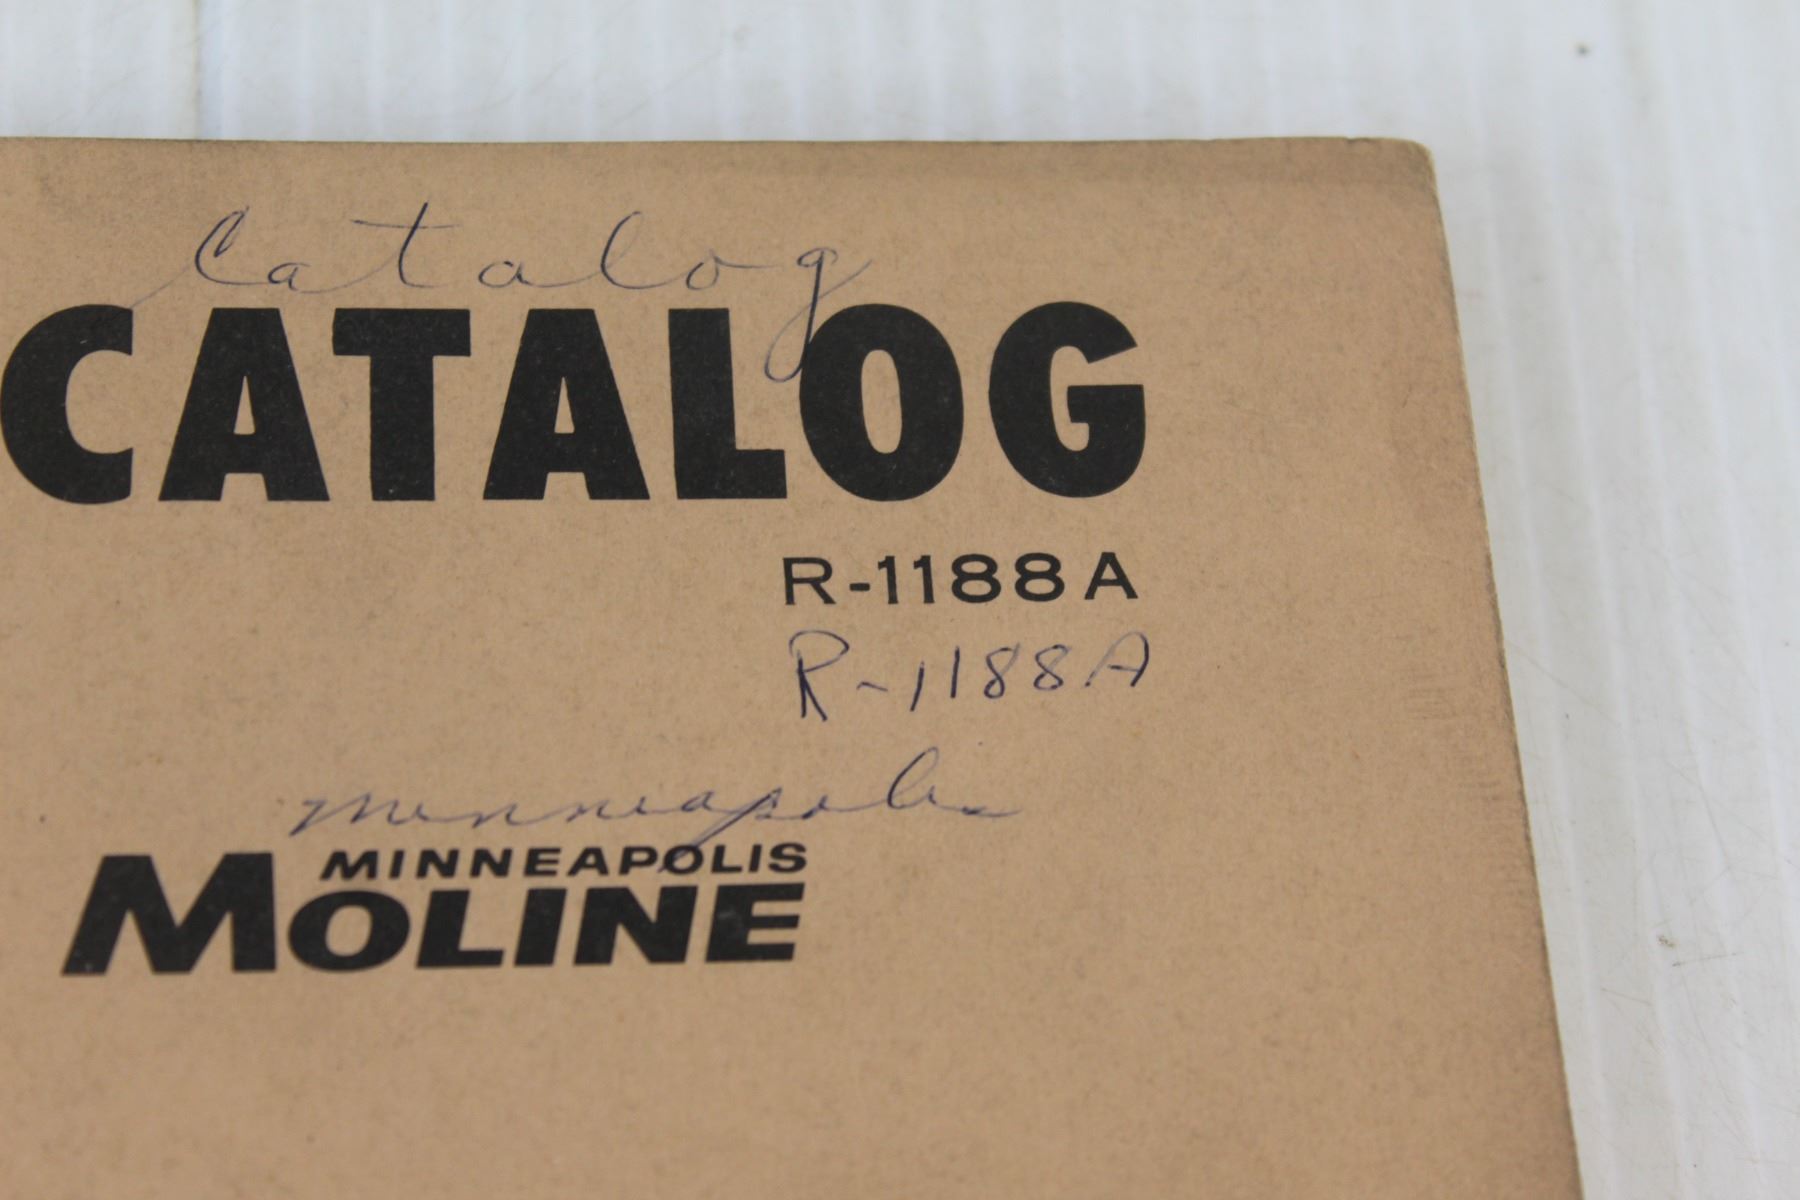 Catalog
CATALOG
R-1188A
R-1188A
Minneapolis
MINNEAPOLIS
MOLINE